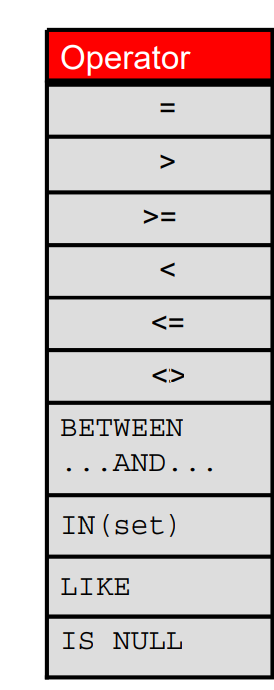 Operator
=
>
>=
<
<=
<>
BETWEEN
...AND...
IN(set)
LIKE
IS NULL